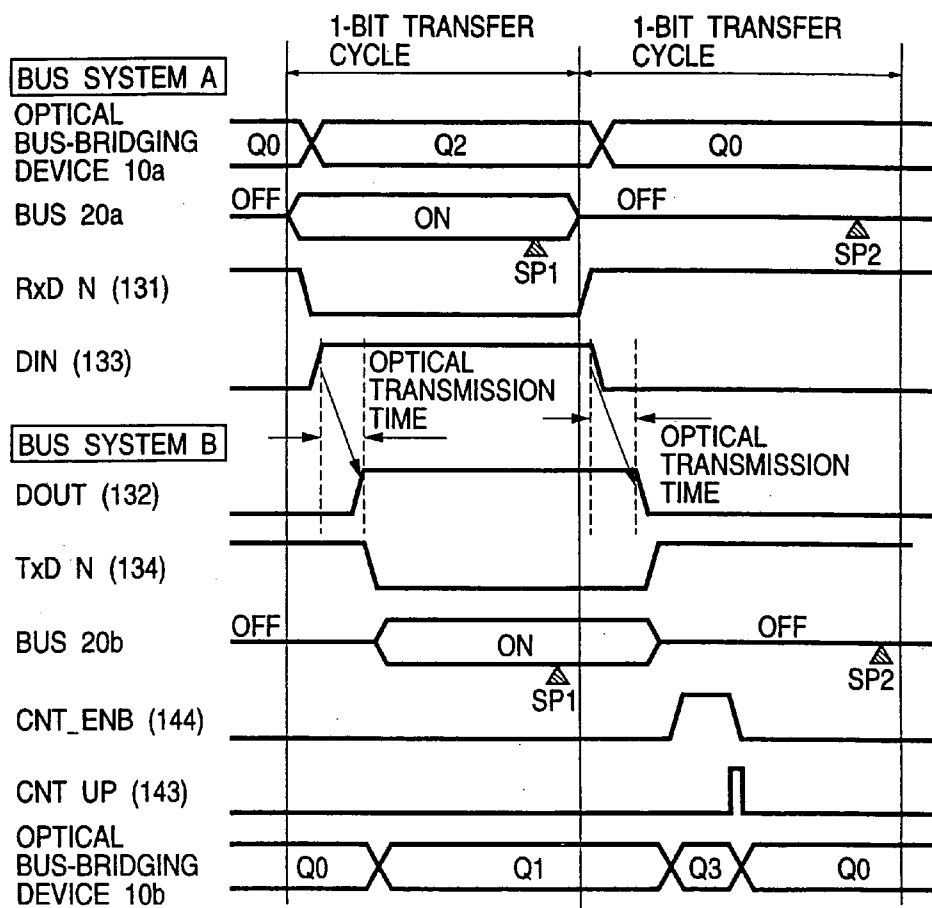 1-BIT TRANSFER
CYCLE
1-BIT TRANSFER
CYCLE
BUS SYSTEM A
OPTICAL
BUS-BRIDGING
DEVICE 10a
Q0
Q2
Q0
BUS 20a
OFF
ON
OFF
SP1
SP2
RxD N (131)
DIN (133)
OPTICAL
TRANSMISSION
TIME
BUS SYSTEM B
OPTICAL
TRANSMISSION
TIME
DOUT (132)
TxD N (134)
BUS 20b
OFF
ON
OFF
SP1
SP2
CNT_ENB (144)
CNT UP (143)
OPTICAL
BUS-BRIDGING
DEVICE 10b
Q0
Q1
Q3
Q0